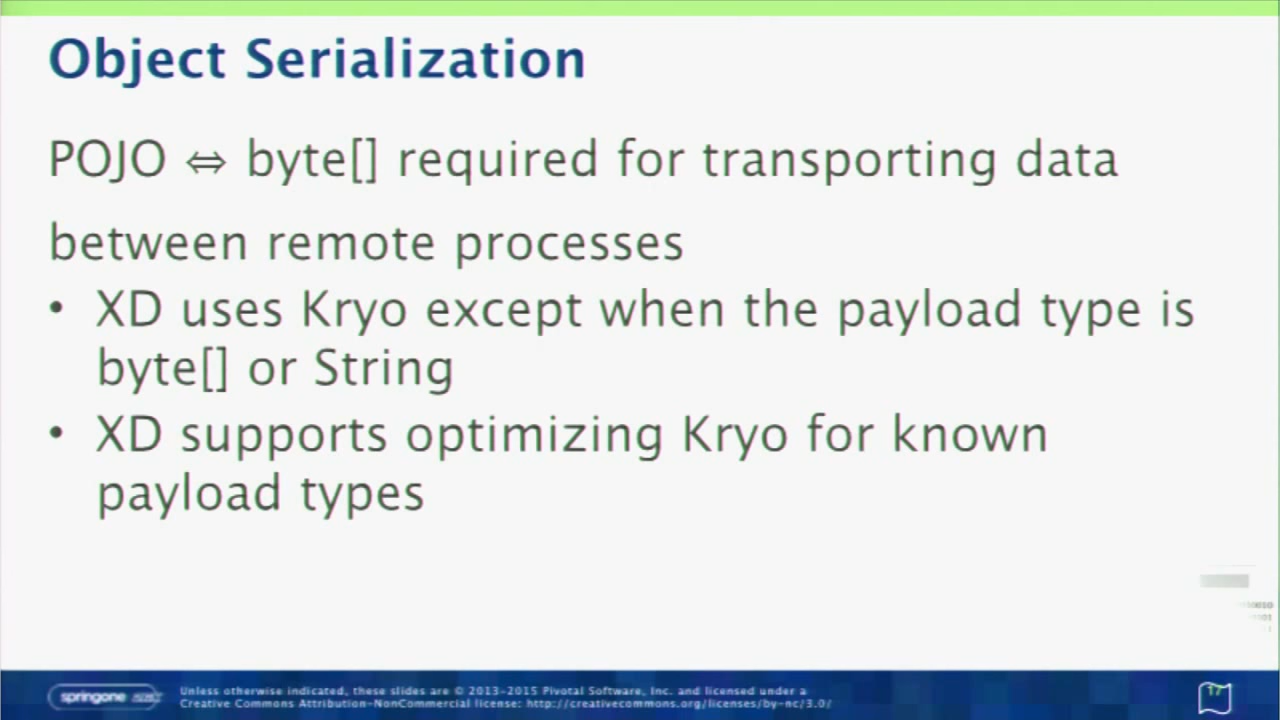 Object Serialization
POJO ⇔ byte[] required for transporting data
between remote processes
• XD uses Kryo except when the payload type is
byte[] or String
• XD supports optimizing Kryo for known
payload types
springone
Unless otherwise indicated, these slides are © 2013-2015 Pivotal Software, Inc. and licensed under a
Creative Commons Attribution-NonCommercial license: http://creativecommons.org/licenses/by-nc/3.0/
17